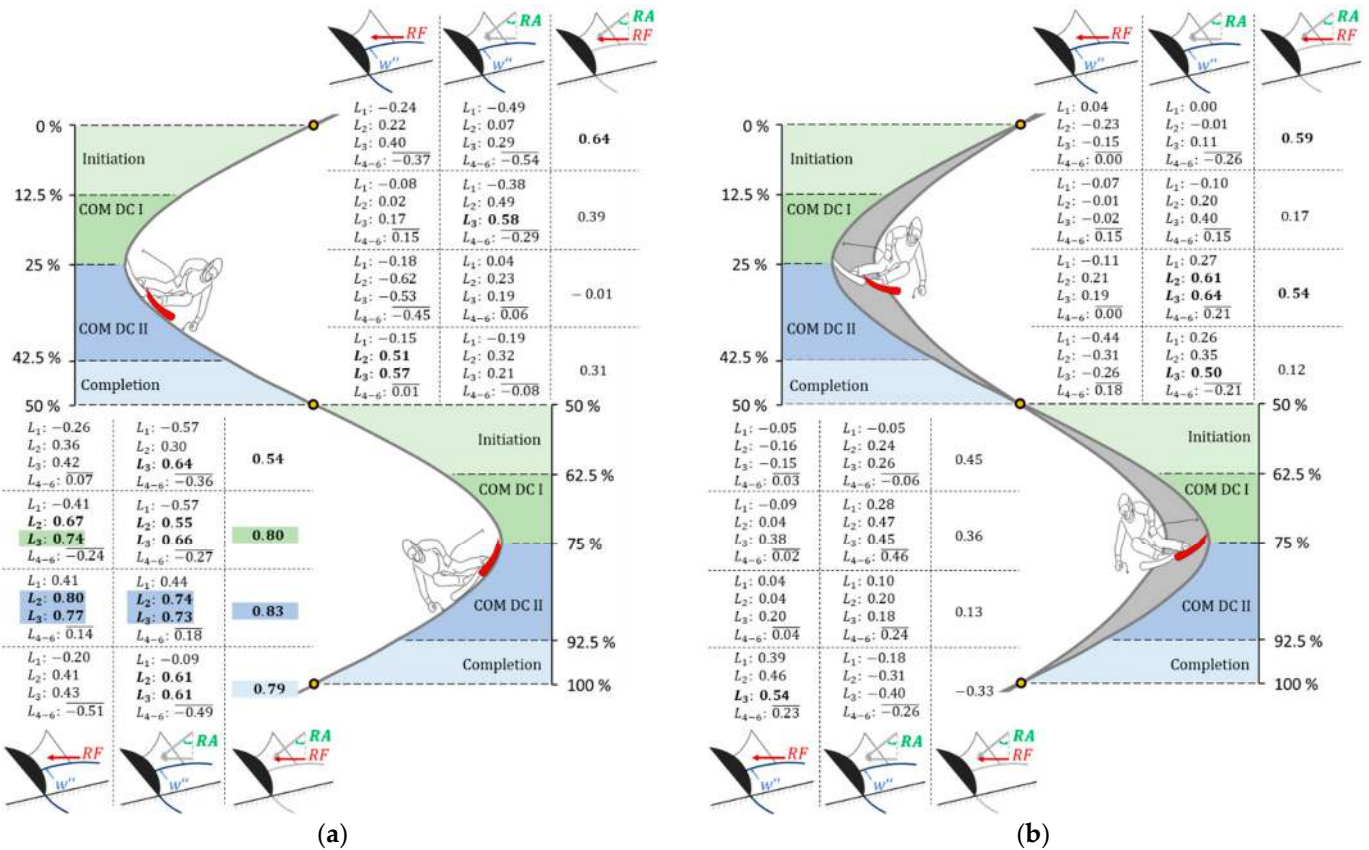 RF
w''
RA
w''
RA
RF
0 %
Initiation
12.5 %
COM DC I
25 %
COM DC II
42.5 %
Completion
50 %
L₁: −0.24
L₂: 0.22
L₃: 0.40
L₄₋₆: −0.37
L₁: −0.49
L₂: 0.07
L₃: 0.29
L₄₋₆: −0.54
0.64
L₁: −0.08
L₂: 0.02
L₃: 0.17
L₄₋₆: 0.15
L₁: −0.38
L₂: 0.49
L₃: 0.58
L₄₋₆: −0.29
0.39
L₁: −0.18
L₂: −0.62
L₃: −0.53
L₄₋₆: −0.45
L₁: 0.04
L₂: 0.23
L₃: 0.19
L₄₋₆: 0.06
− 0.01
L₁: −0.15
L₂: 0.51
L₃: 0.57
L₄₋₆: 0.01
L₁: −0.19
L₂: 0.32
L₃: 0.21
L₄₋₆: −0.08
0.31
L₁: −0.26
L₂: 0.36
L₃: 0.42
L₄₋₆: 0.07
L₁: −0.57
L₂: 0.30
L₃: 0.64
L₄₋₆: −0.36
0.54
L₁: −0.41
L₂: 0.67
L₃: 0.74
L₄₋₆: −0.24
L₁: −0.57
L₂: 0.55
L₃: 0.66
L₄₋₆: −0.27
0.80
L₁: 0.41
L₂: 0.80
L₃: 0.77
L₄₋₆: 0.14
L₁: 0.44
L₂: 0.74
L₃: 0.73
L₄₋₆: 0.18
0.83
L₁: −0.20
L₂: 0.41
L₃: 0.43
L₄₋₆: −0.51
L₁: −0.09
L₂: 0.61
L₃: 0.61
L₄₋₆: −0.49
0.79
50 %
Initiation
62.5 %
COM DC I
75 %
COM DC II
92.5 %
Completion
100 %
RF
w''
RA
w''
RA
RF
(a)
RF
w''
RA
w''
RA
RF
0 %
Initiation
12.5 %
COM DC I
25 %
COM DC II
42.5 %
Completion
50 %
L₁: 0.04
L₂: −0.23
L₃: −0.15
L₄₋₆: 0.00
L₁: 0.00
L₂: −0.01
L₃: 0.11
L₄₋₆: −0.26
0.59
L₁: −0.07
L₂: −0.01
L₃: −0.02
L₄₋₆: 0.15
L₁: −0.10
L₂: 0.20
L₃: 0.40
L₄₋₆: 0.15
0.17
L₁: −0.11
L₂: 0.21
L₃: 0.19
L₄₋₆: 0.00
L₁: 0.27
L₂: 0.61
L₃: 0.64
L₄₋₆: 0.21
0.54
L₁: −0.44
L₂: −0.31
L₃: −0.26
L₄₋₆: 0.18
L₁: 0.26
L₂: 0.35
L₃: 0.50
L₄₋₆: −0.21
0.12
L₁: −0.05
L₂: −0.16
L₃: −0.15
L₄₋₆: 0.03
L₁: −0.05
L₂: 0.24
L₃: 0.26
L₄₋₆: −0.06
0.45
L₁: −0.09
L₂: 0.04
L₃: 0.38
L₄₋₆: 0.02
L₁: 0.28
L₂: 0.47
L₃: 0.45
L₄₋₆: 0.46
0.36
L₁: 0.04
L₂: 0.04
L₃: 0.20
L₄₋₆: 0.04
L₁: 0.10
L₂: 0.20
L₃: 0.18
L₄₋₆: 0.24
0.13
L₁: 0.39
L₂: 0.46
L₃: 0.54
L₄₋₆: 0.23
L₁: −0.18
L₂: −0.31
L₃: −0.40
L₄₋₆: −0.26
−0.33
50 %
Initiation
62.5 %
COM DC I
75 %
COM DC II
92.5 %
Completion
100 %
RF
w''
RA
w''
RA
RF
(b)